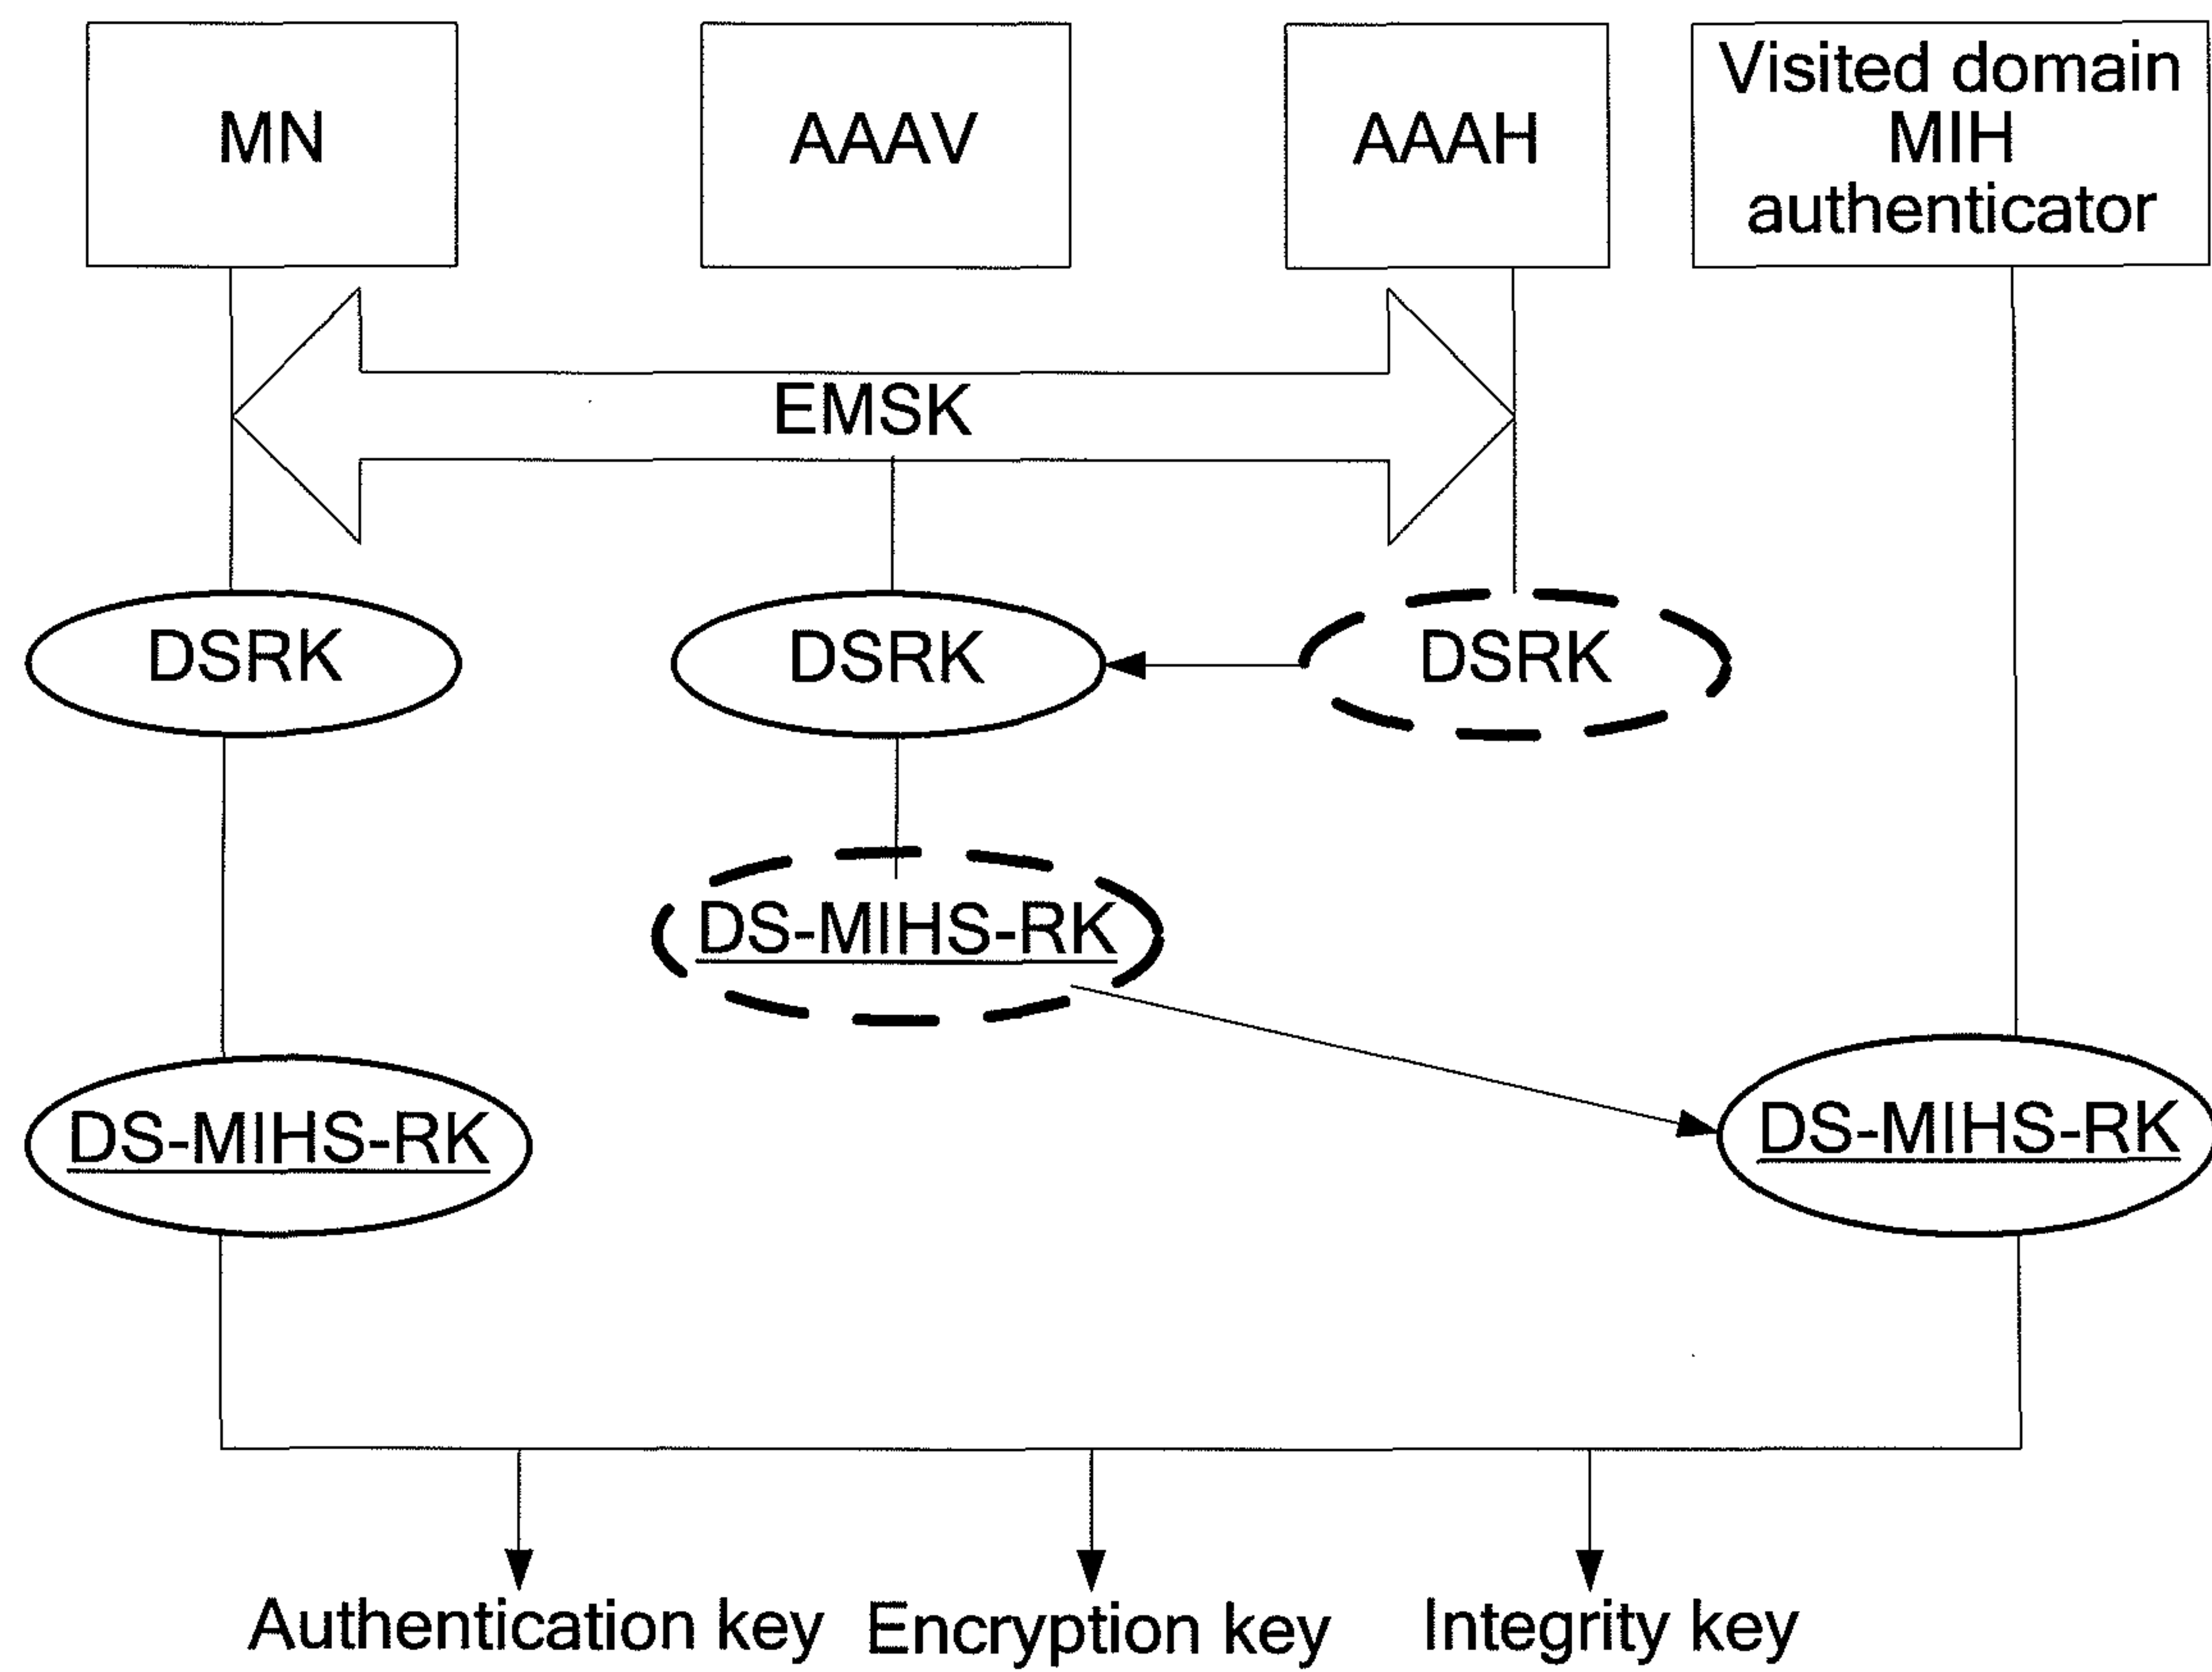 MN
AAAV
AAAH
Visited domain
MIH
authenticator
EMSK
DSRK
DSRK
DSRK
DS-MIHS-RK
DS-MIHS-RK
DS-MIHS-RK
Authentication key
Encryption key
Integrity key